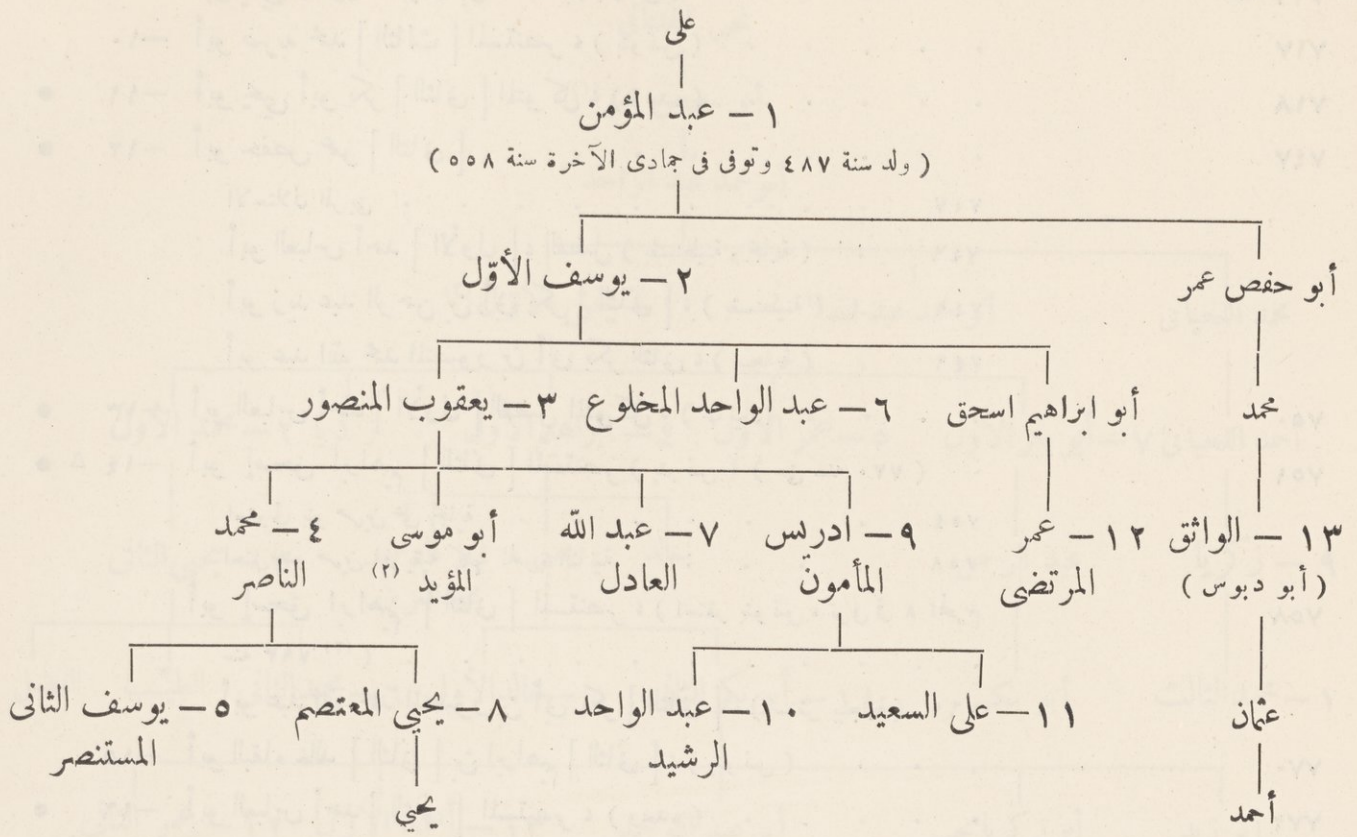 على
١ — عبد المؤمن
( ولد سنة ٤٨٧ وتوفى فى جمادى الآخرة سنة ٥٥٨ )
أبو حفص عمر ٢ — يوسف الأوّل
محمد أبو ابراهيم اسحق ٦ — عبد الواحد المخلوع ٣ — يعقوب المنصور
١٣ — الواثق ١٢ — عمر ٩ — ادريس ٧ — عبد الله أبو موسى ٤ — محمد
( أبو دبوس ) المرتضى المأمون العادل المؤيد (٢) الناصر
عثمان ١١ — على السعيد ١٠ — عبد الواحد ٨ — يحيي المعتصم ٥ — يوسف الثانى
الرشيد المستنصر
أحمد يحيي